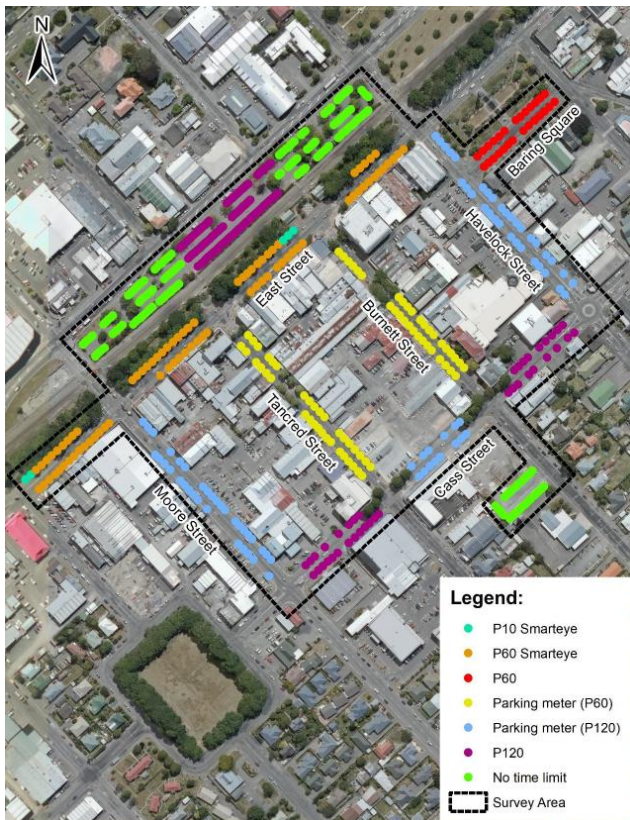 N
Baring Square
Havelock Street
East Street
Burnett Street
Tancred Street
Cass Street
Moore Street
Legend:
P10 Smarteye
P60 Smarteye
P60
Parking meter (P60)
Parking meter (P120)
P120
No time limit
Survey Area